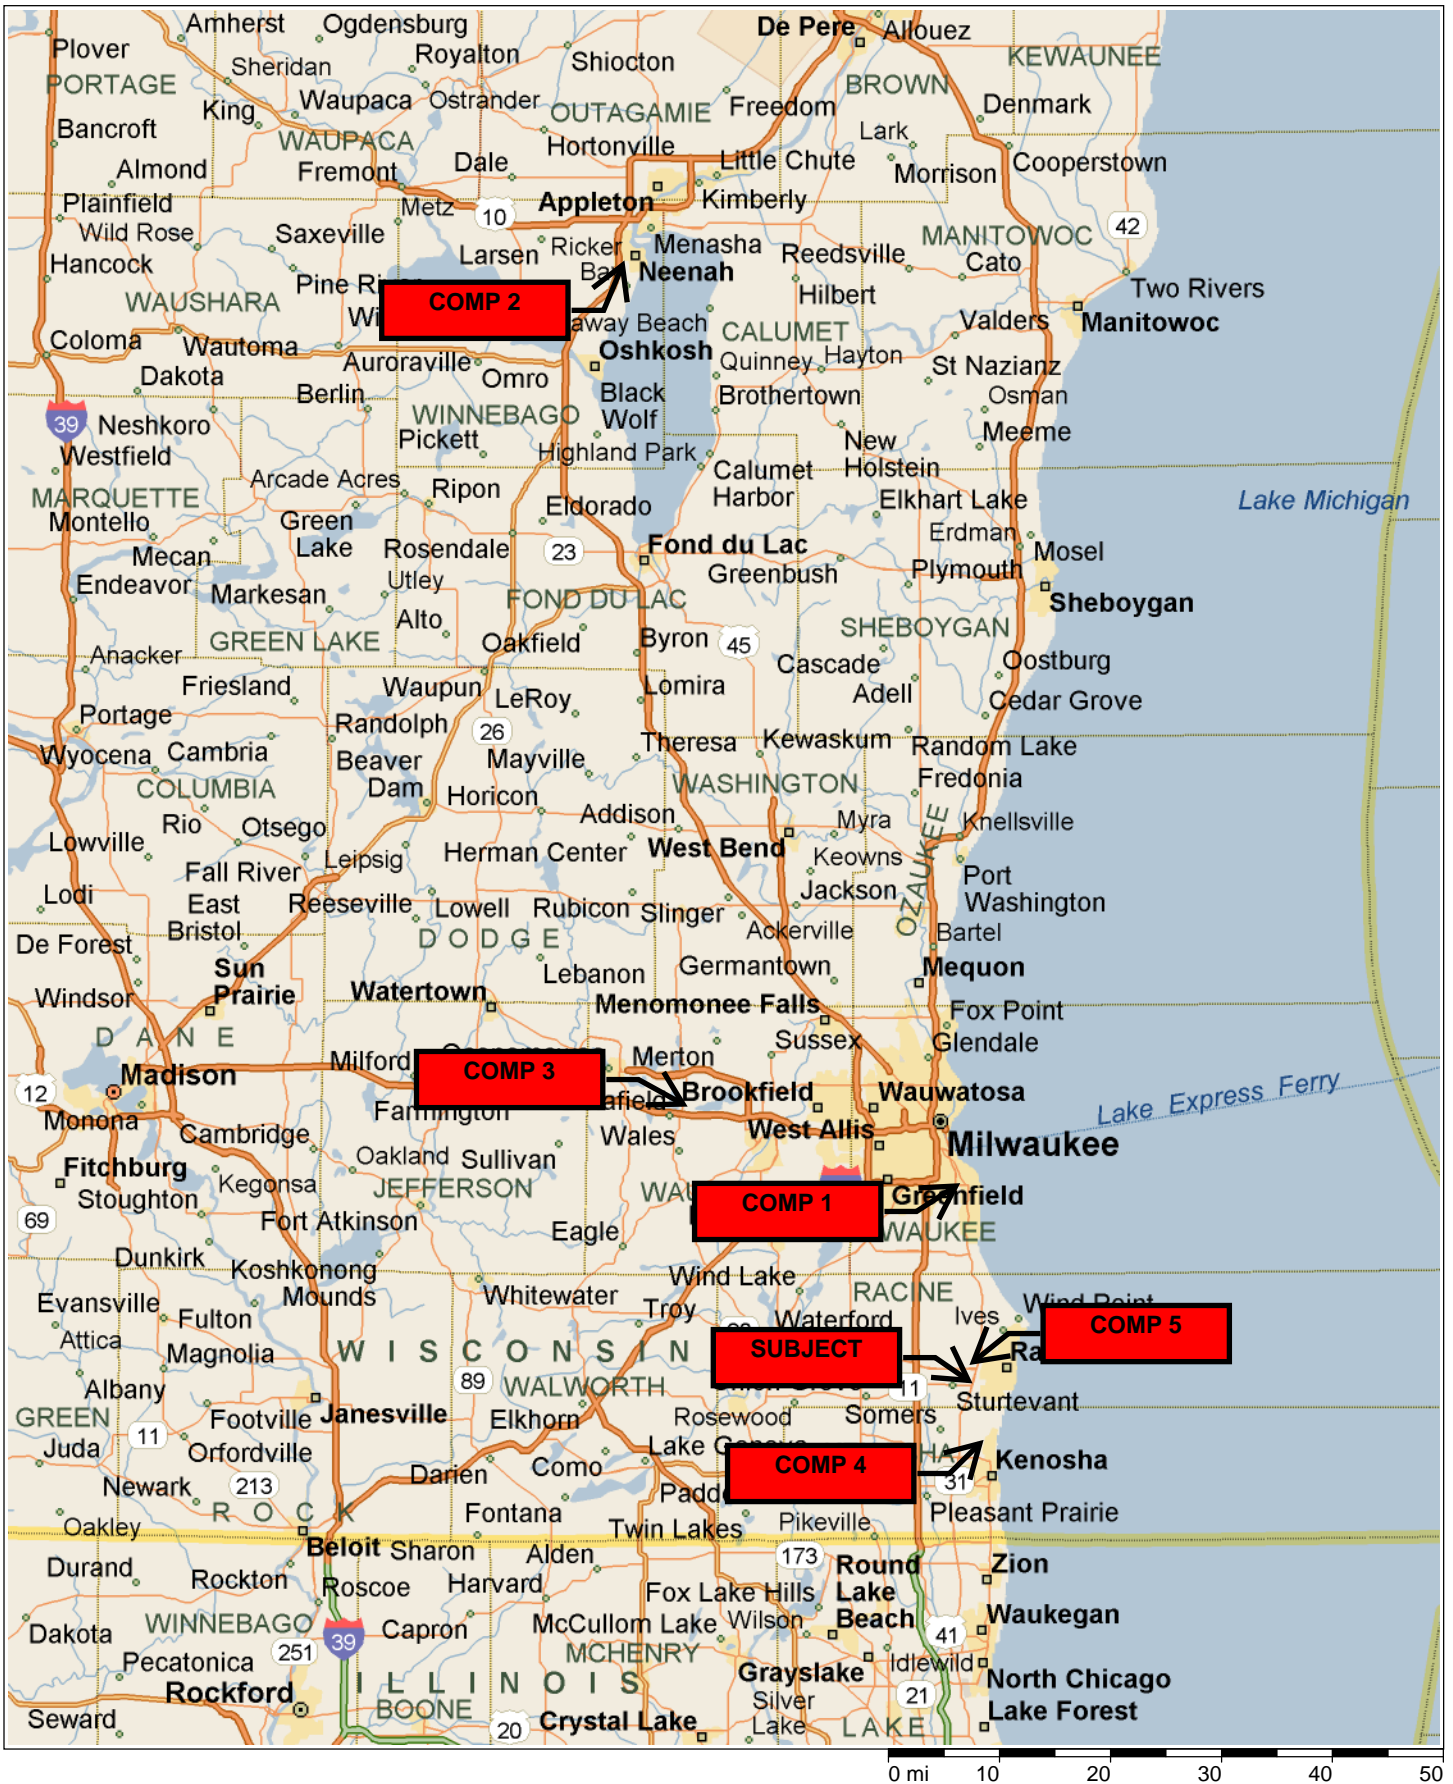 Amherst
Ogdensburg
De Pere
Allouez
Plover
Royalton
Shiocton
KEWAUNEE
Sheridan
PORTAGE
BROWN
King
Waupaca
Ostrander
OUTAGAMIE
Freedom
Denmark
Bancroft
WAUPACA
Lark
Hortonville
Almond
Fremont
Dale
Little Chute
Morrison
Cooperstown
Plainfield
Metz
10
Appleton
Kimberly
42
Wild Rose
Saxeville
Larsen
Ricker
Menasha
Reedsville
MANITOWOC
Hancock
Neenah
Cato
Pine
WAUSHARA
COMP 2
Hilbert
Two Rivers
Coloma
Wautoma
away Beach
CALUMET
Valders
Manitowoc
Auroraville
Oshkosh
Quinney
Hayton
St Nazianz
Dakota
Berlin
Omro
Black
Wolf
Brothertown
Osman
39
Neshkoro
WINNEBAGO
Pickett
Highland Park
New
Holstein
Meeme
Westfield
Arcade Acres
Ripon
Calumet
Harbor
Elkhart Lake
Lake Michigan
MARQUETTE
Montello
Green
Lake
Eldorado
Erdman
Mecan
Rosendale
23
Fond du Lac
Mosel
Endeavor
Markesan
Utley
Greenbush
Plymouth
FOND DU LAC
Sheboygan
Alto
GREEN LAKE
Oakfield
Byron
45
SHEBOYGAN
Anacker
Cascade
Oostburg
Friesland
Waupun
LeRoy
Lomira
Adell
Cedar Grove
Portage
Randolph
26
Wyocena
Cambria
Beaver
Dam
Mayville
Theresa
Kewaskum
Random Lake
COLUMBIA
Horicon
WASHINGTON
Fredonia
Rio
Otsego
Addison
Myra
OZAUKEE
Knellsville
Lowville
Leipsig
Herman Center
West Bend
Keowns
Fall River
Jackson
Port
Washington
Lodi
East
Bristol
Reeseville
Lowell
Rubicon
Slinger
Ackerville
Bartel
De Forest
DODGE
Sun
Prairie
Lebanon
Germantown
Mequon
Windsor
Watertown
Menomonee Falls
Fox Point
DANE
Sussex
Glendale
Milford
COMP 3
Merton
12
Madison
Brookfield
Wauwatosa
Lake Express Ferry
Monona
Farmington
afield
Cambridge
Wales
West Allis
Milwaukee
Fitchburg
Oakland
Sullivan
Stoughton
Kegonsa
JEFFERSON
WAU
COMP 1
Greenfield
69
Fort Atkinson
Eagle
WAUKEE
Dunkirk
Koshkonong
Mounds
Wind Lake
Evansville
Fulton
Whitewater
Troy
RACINE
Waterford
Ives
Wind Point
COMP 5
Attica
Magnolia
WISCONSIN
SUBJECT
Ra
Albany
89
WALWORTH
11
Sturtevant
GREEN
11
Footville
Janesville
Elkhorn
Rosewood
Somers
Juda
Orfordville
Lake Geneva
HA
Kenosha
Newark
213
Darien
Como
COMP 4
31
ROCK
Fontana
Padd
Pleasant Prairie
Oakley
Twin Lakes
Pikeville
Beloit
Sharon
Alden
173
Round
Lake
Beach
Zion
Durand
Rockton
Roscoe
Harvard
Fox Lake Hills
WINNEBAGO
Capron
McCullom Lake
Wilson
Waukegan
Dakota
251
39
MCHENRY
41
Pecatonica
ILLINOIS
Grayslake
Idlewild
North Chicago
Rockford
BOONE
Silver
Lake
21
Lake Forest
Seward
20
Crystal Lake
LAKE
0 mi 10 20 30 40 50